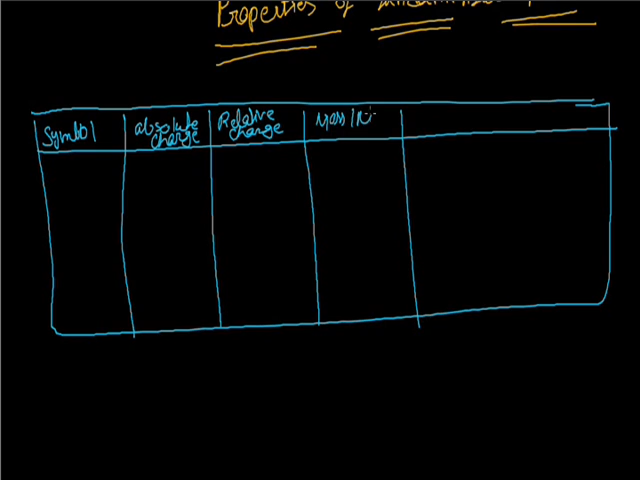 Properties of
Symbol
absolute
charge
Relative
charge
Mass |